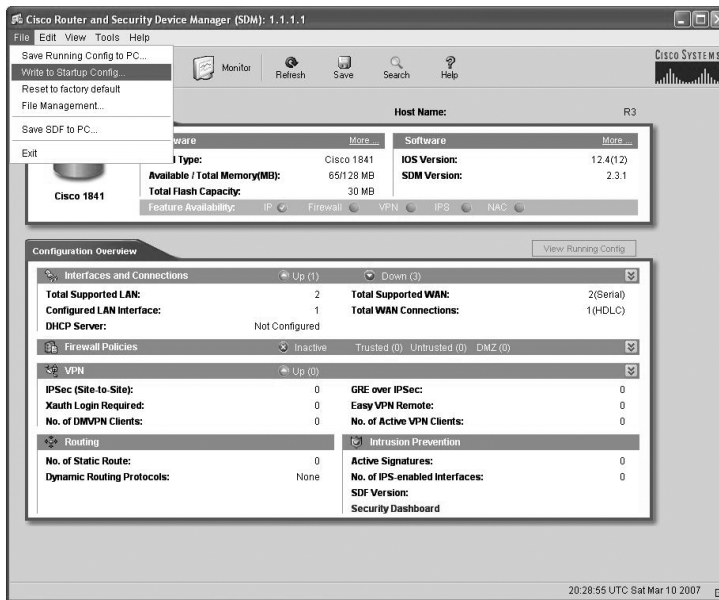 Cisco Router and Security Device Manager (SDM): 1.1.1.1
File Edit View Tools Help
Save Running Config to PC...
Write to Startup Config...
Reset to factory default
File Management...
Save SDF to PC...
Exit
Monitor Refresh Save Search Help
CISCO SYSTEMS
Host Name: R3
ware More ... Software More ...
l Type: Cisco 1841 IOS Version: 12.4(12)
Available / Total Memory(MB): 65/128 MB SDM Version: 2.3.1
Total Flash Capacity: 30 MB
Cisco 1841
Feature Availability: IP Firewall VPN IPS NAC
Configuration Overview View Running Config
Interfaces and Connections Up (1) Down (3)
Total Supported LAN: 2 Total Supported WAN: 2(Serial)
Configured LAN Interface: 1 Total WAN Connections: 1(HDLC)
DHCP Server: Not Configured
Firewall Policies Inactive Trusted (0) Untrusted (0) DMZ (0)
VPN Up (0)
IPSec (Site-to-Site): 0 GRE over IPSec: 0
Xauth Login Required: 0 Easy VPN Remote: 0
No. of DMVPN Clients: 0 No. of Active VPN Clients: 0
Routing Intrusion Prevention
No. of Static Route: 0 Active Signatures: 0
Dynamic Routing Protocols: None No. of IPS-enabled Interfaces: 0
SDF Version:
Security Dashboard
20:28:55 UTC Sat Mar 10 2007